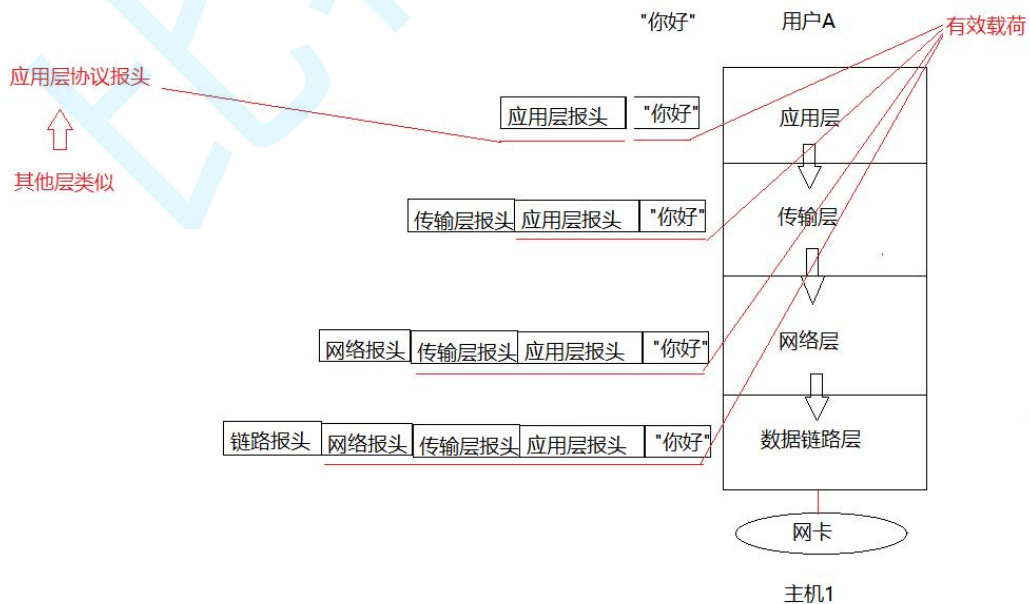 "你好" 用户A 有效载荷
应用层协议报头
应用层报头 "你好" 应用层
其他层类似
传输层报头 应用层报头 "你好" 传输层
网络报头 传输层报头 应用层报头 "你好" 网络层
链路报头 网络报头 传输层报头 应用层报头 "你好" 数据链路层
网卡
主机1